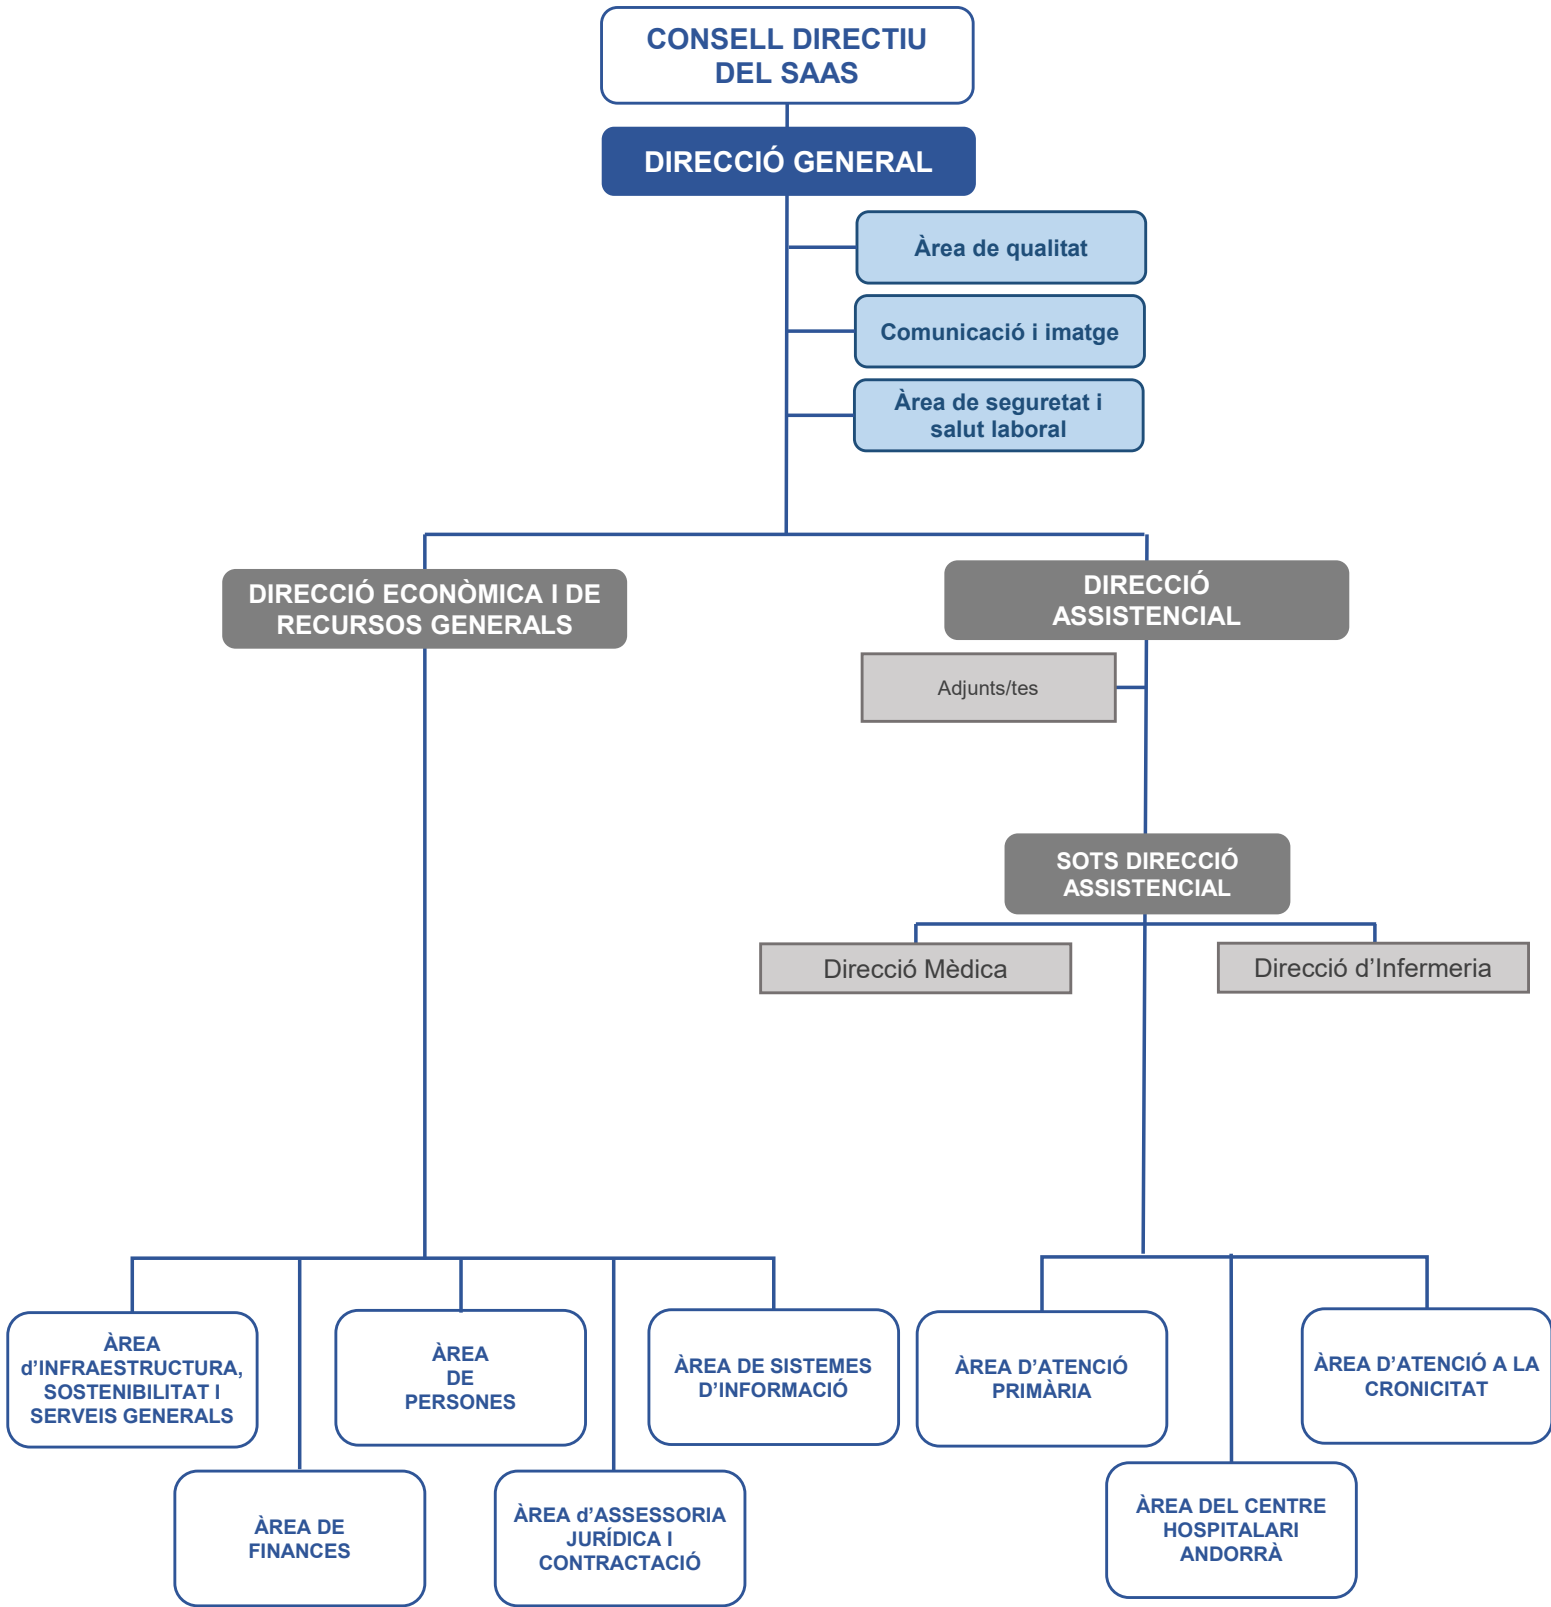 CONSELL DIRECTIU
DEL SAAS
DIRECCIÓ GENERAL
Àrea de qualitat
Comunicació i imatge
Àrea de seguretat i
salut laboral
DIRECCIÓ ECONÒMICA I DE
RECURSOS GENERALS
DIRECCIÓ
ASSISTENCIAL
Adjunts/tes
SOTS DIRECCIÓ
ASSISTENCIAL
Direcció Mèdica
Direcció d’Infermeria
ÀREA
d’INFRAESTRUCTURA,
SOSTENIBILITAT I
SERVEIS GENERALS
ÀREA
DE
PERSONES
ÀREA DE SISTEMES
D’INFORMACIÓ
ÀREA D’ATENCIÓ
PRIMÀRIA
ÀREA D’ATENCIÓ A LA
CRONICITAT
ÀREA DE
FINANCES
ÀREA d’ASSESSORIA
JURÍDICA I
CONTRACTACIÓ
ÀREA DEL CENTRE
HOSPITALARI
ANDORRÀ